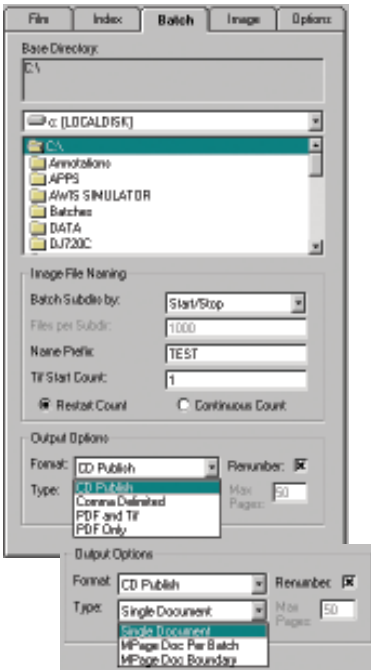 Film Index Batch Image Options
Base Directory:
C:\
c: [LOCALDISK]
C:\
Annotations
APPS
AWIS SIMULATOR
Batches
DATA
DJ720C
Image File Naming
Batch Subdirs by: Start/Stop
Files per Subdir: 1000
Name Prefix: TEST
Tif Start Count: 1
Restart Count Continuous Count
Output Options
Format: CD Publish Renumber:
Type: CD Publish Max Pages: 50
Comma Delimited
PDF and Tif
PDF Only
Output Options
Format CD Publish Renumber:
Type: Single Document Max Pages: 50
Single Document
MPage Doc Per Batch
MPage Doc Boundary